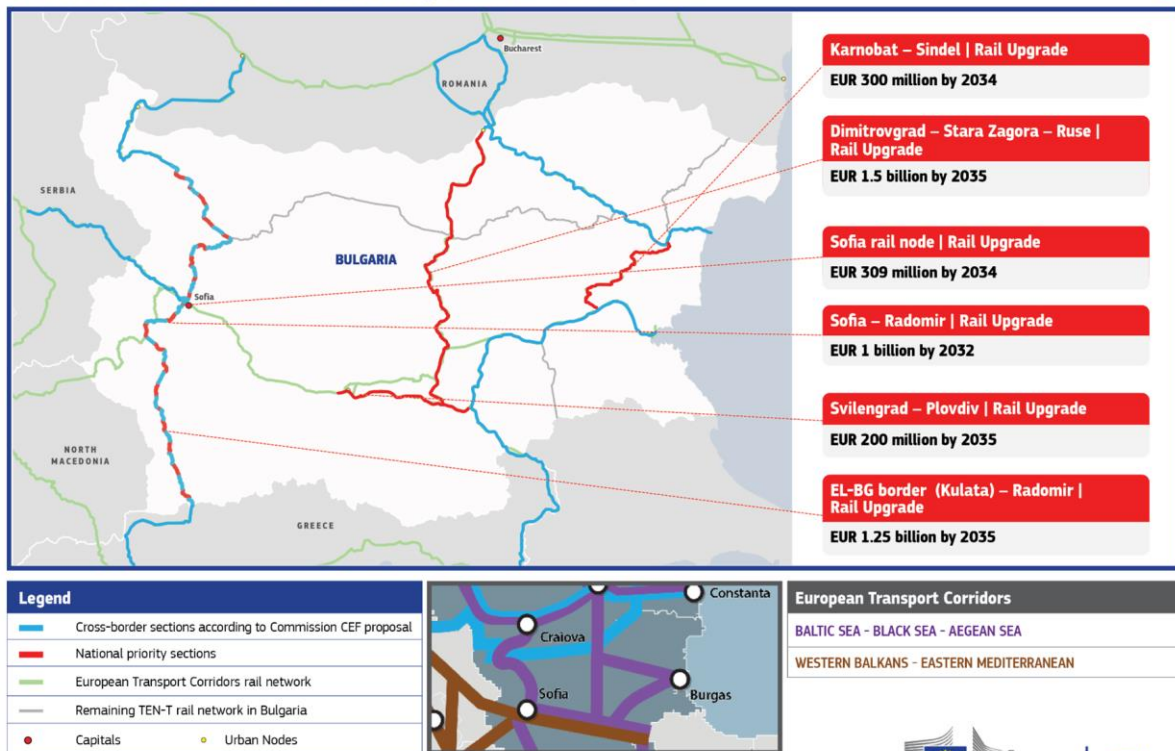 Bucharest
ROMANIA
SERBIA
BULGARIA
Sofia
NORTH
MACEDONIA
GREECE
Karnobat – Sindel | Rail Upgrade
EUR 300 million by 2034
Dimitrovgrad – Stara Zagora – Ruse |
Rail Upgrade
EUR 1.5 billion by 2035
Sofia rail node | Rail Upgrade
EUR 309 million by 2034
Sofia – Radomir | Rail Upgrade
EUR 1 billion by 2032
Svilengrad – Plovdiv | Rail Upgrade
EUR 200 million by 2035
EL-BG border (Kulata) – Radomir |
Rail Upgrade
EUR 1.25 billion by 2035
Legend
Cross-border sections according to Commission CEF proposal
National priority sections
European Transport Corridors rail network
Remaining TEN-T rail network in Bulgaria
Capitals
Urban Nodes
Constanta
Craiova
Sofia
Burgas
European Transport Corridors
BALTIC SEA - BLACK SEA - AEGEAN SEA
WESTERN BALKANS - EASTERN MEDITERRANEAN